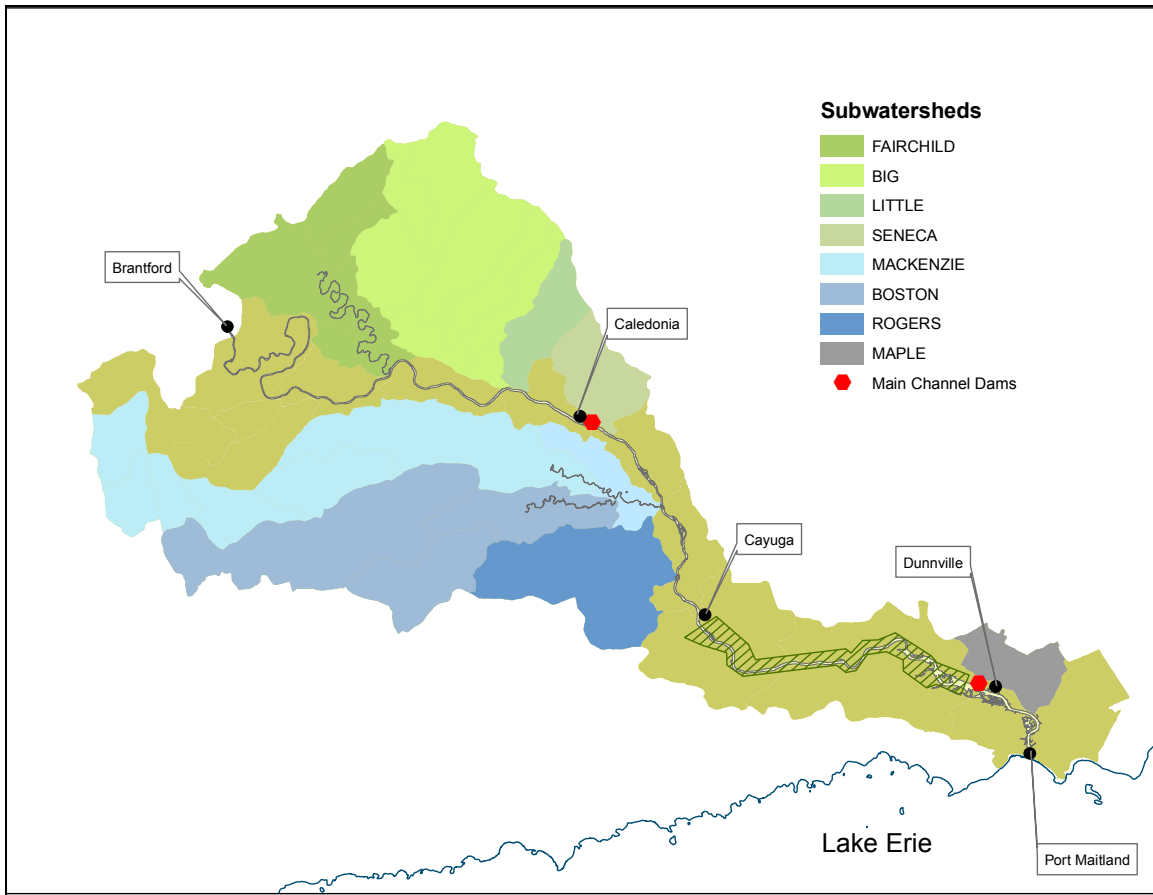 Subwatersheds
FAIRCHILD
BIG
LITTLE
SENECA
MACKENZIE
BOSTON
ROGERS
MAPLE
Main Channel Dams
Brantford
Caledonia
Cayuga
Dunnville
Lake Erie
Port Maitland